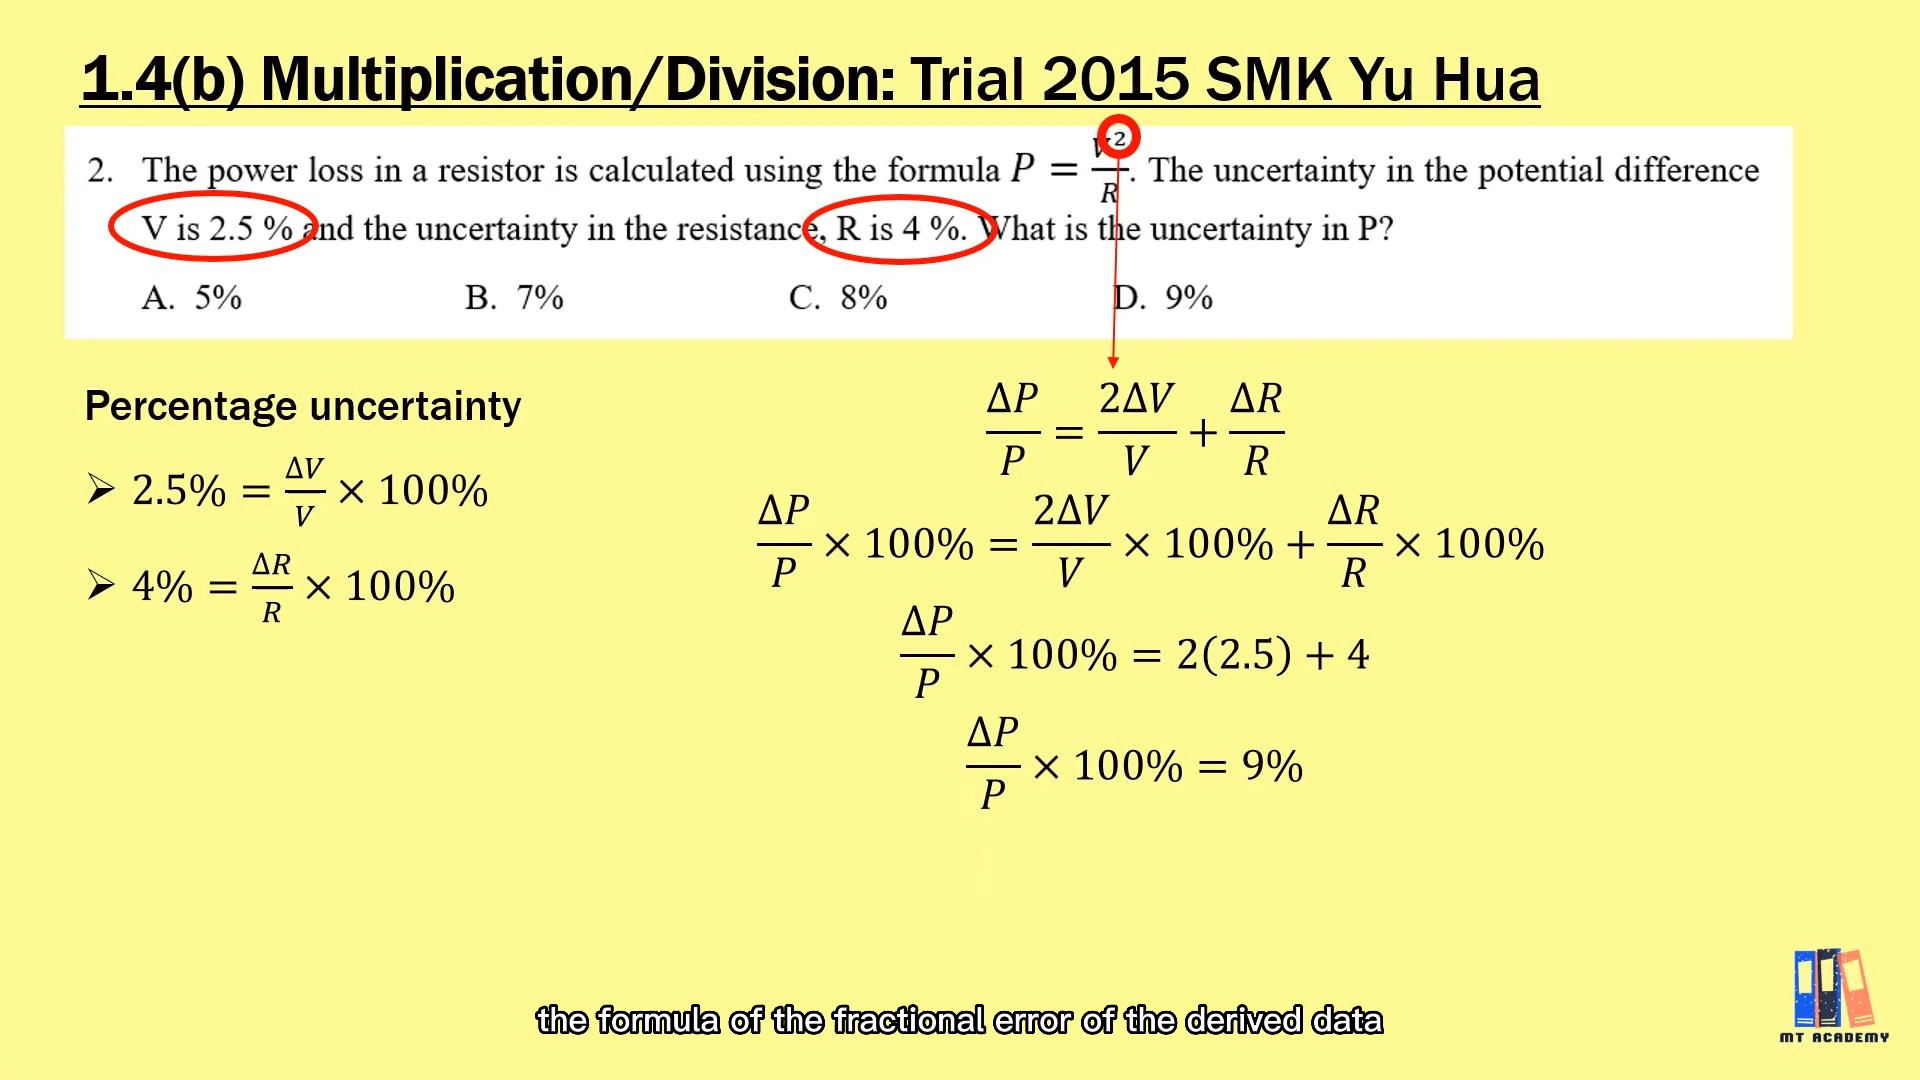 1.4(b) Multiplication/Division: Trial 2015 SMK Yu Hua
2. The power loss in a resistor is calculated using the formula P = V²/R. The uncertainty in the potential difference
V is 2.5 % and the uncertainty in the resistance, R is 4 %. What is the uncertainty in P?
A. 5% B. 7% C. 8% D. 9%
Percentage uncertainty
➢ 2.5% = ΔV/V × 100%
➢ 4% = ΔR/R × 100%
ΔP/P = 2ΔV/V + ΔR/R
ΔP/P × 100% = 2ΔV/V × 100% + ΔR/R × 100%
ΔP/P × 100% = 2(2.5) + 4
ΔP/P × 100% = 9%
the formula of the fractional error of the derived data
MT ACADEMY